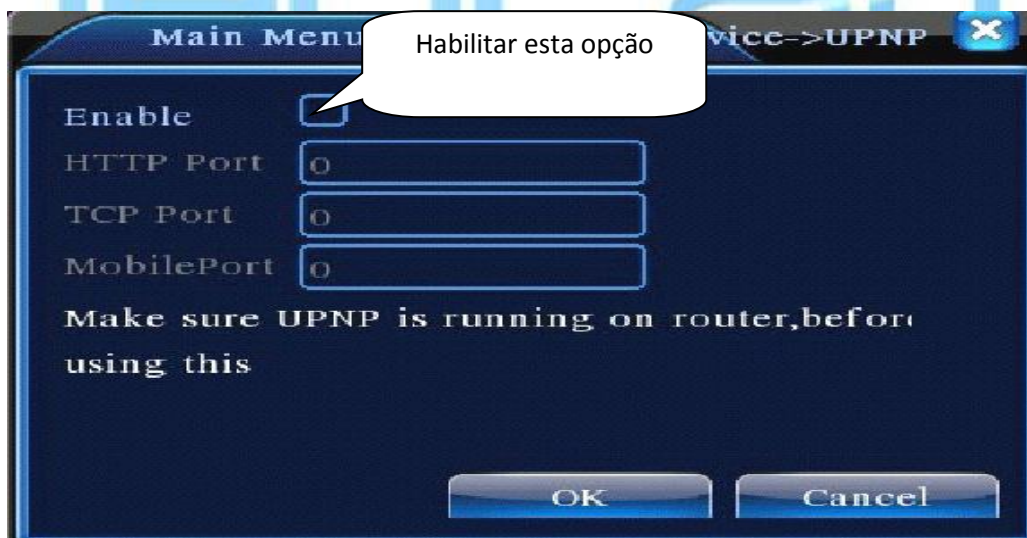 Main Menu
Habilitar esta opção
vice->UPNP
Enable
HTTP Port 0
TCP Port 0
MobilePort 0
Make sure UPNP is running on router,before
using this
OK Cancel